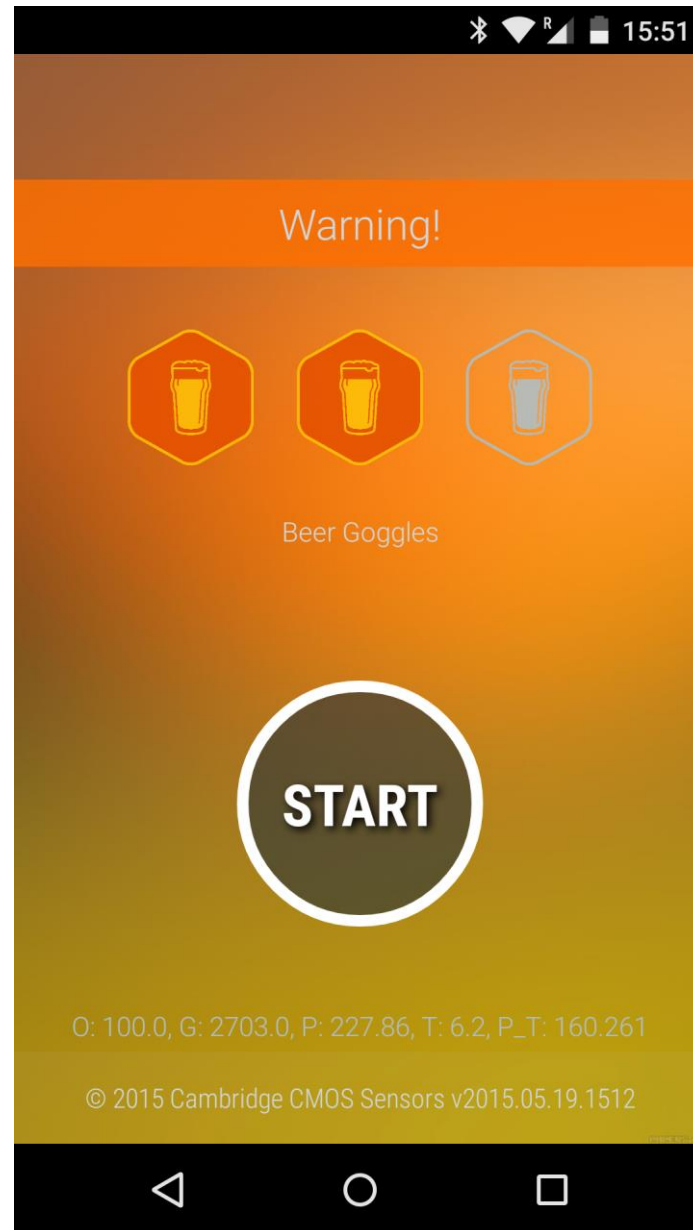 R 15:51
Warning!
Beer Goggles
START
O: 100.0, G: 2703.0, P: 227.86, T: 6.2, P_T: 160.261
© 2015 Cambridge CMOS Sensors v2015.05.19.1512